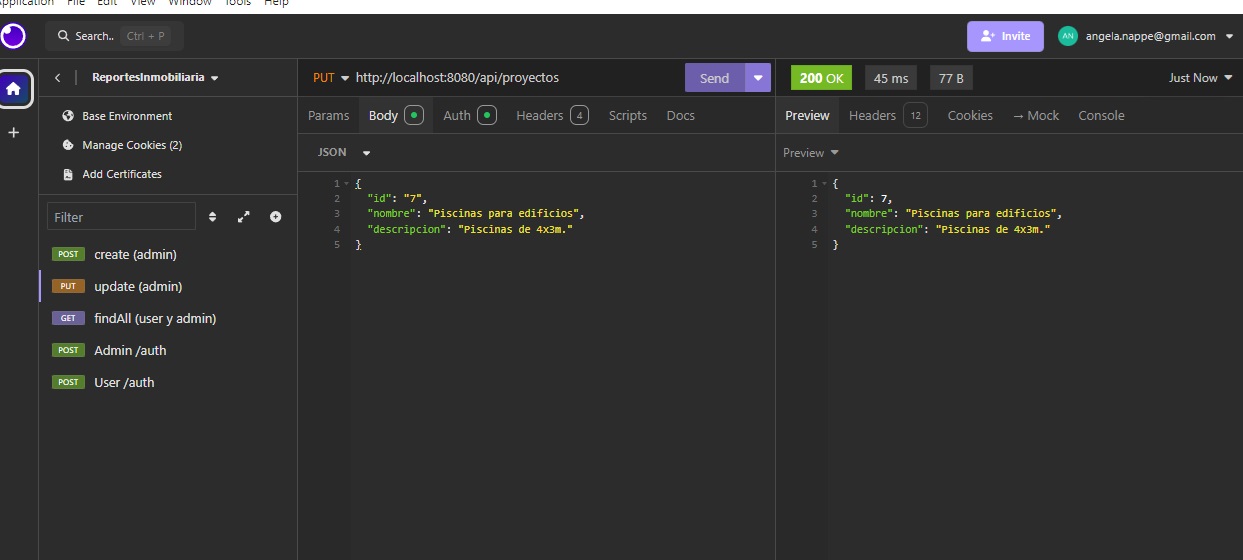 Application File Edit View Window Tools Help
Search.. Ctrl + P
Invite
AN angela.nappe@gmail.com
ReportesInmobiliaria
PUT http://localhost:8080/api/proyectos Send
200 OK 45 ms 77 B Just Now
Base Environment
Manage Cookies (2)
Add Certificates
Params Body Auth Headers 4 Scripts Docs
Preview Headers 12 Cookies → Mock Console
JSON
Preview
Filter
POST create (admin)
PUT update (admin)
GET findAll (user y admin)
POST Admin /auth
POST User /auth
1 {
2 "id": "7",
3 "nombre": "Piscinas para edificios",
4 "descripcion": "Piscinas de 4x3m."
5 }
1 {
2 "id": 7,
3 "nombre": "Piscinas para edificios",
4 "descripcion": "Piscinas de 4x3m."
5 }